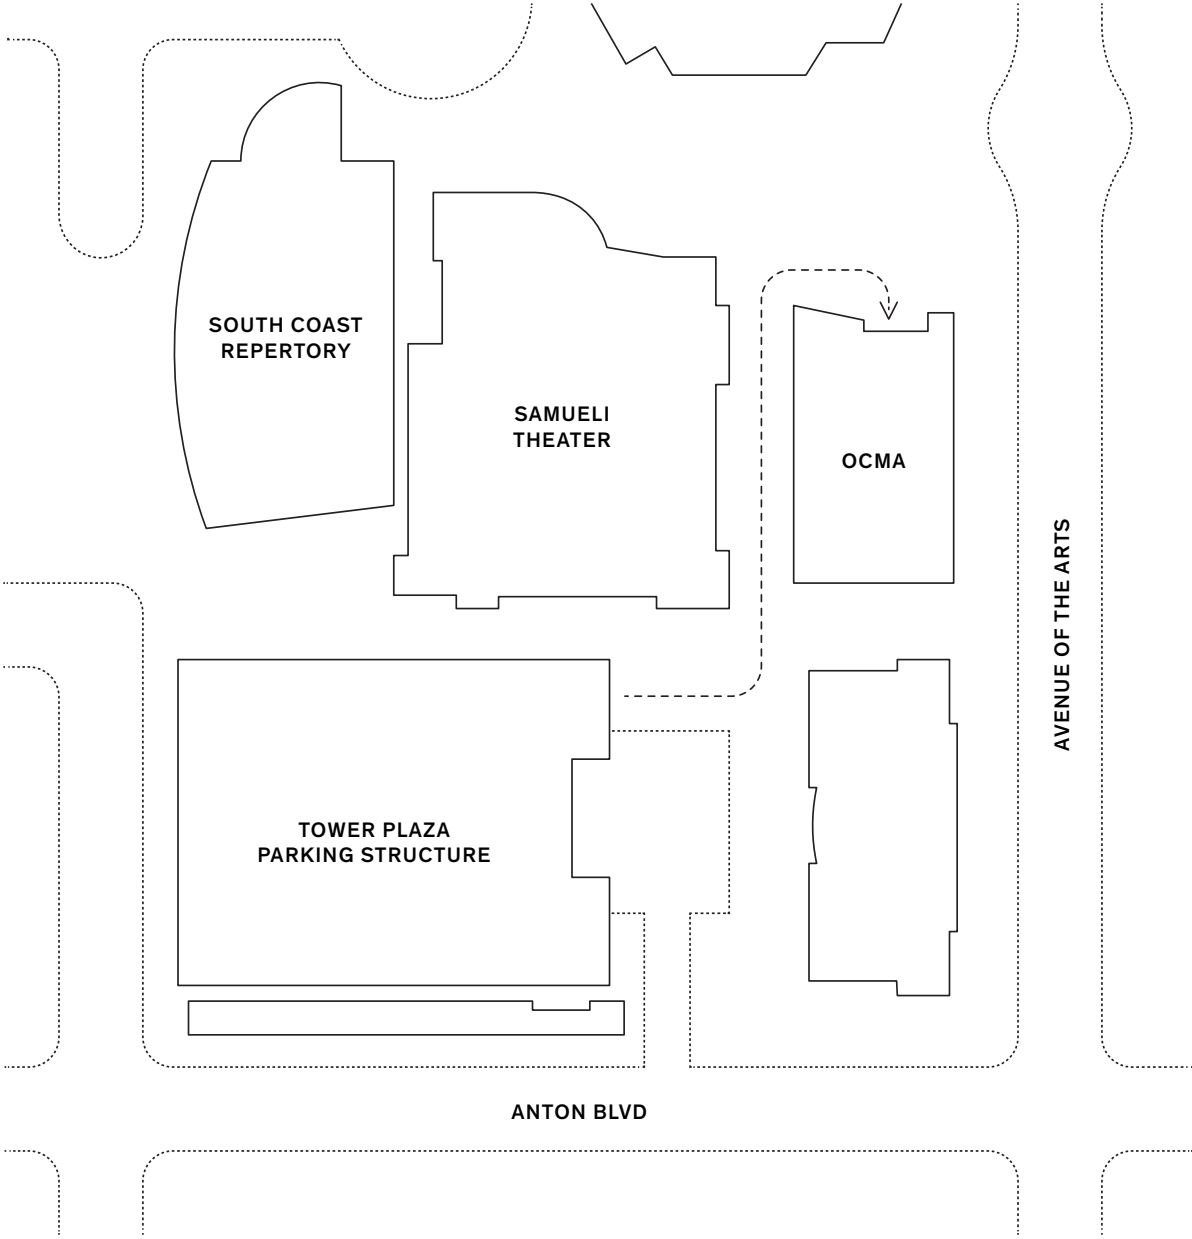 SOUTH COAST
REPERTORY
SAMUELI
THEATER
OCMA
AVENUE OF THE ARTS
TOWER PLAZA
PARKING STRUCTURE
ANTON BLVD